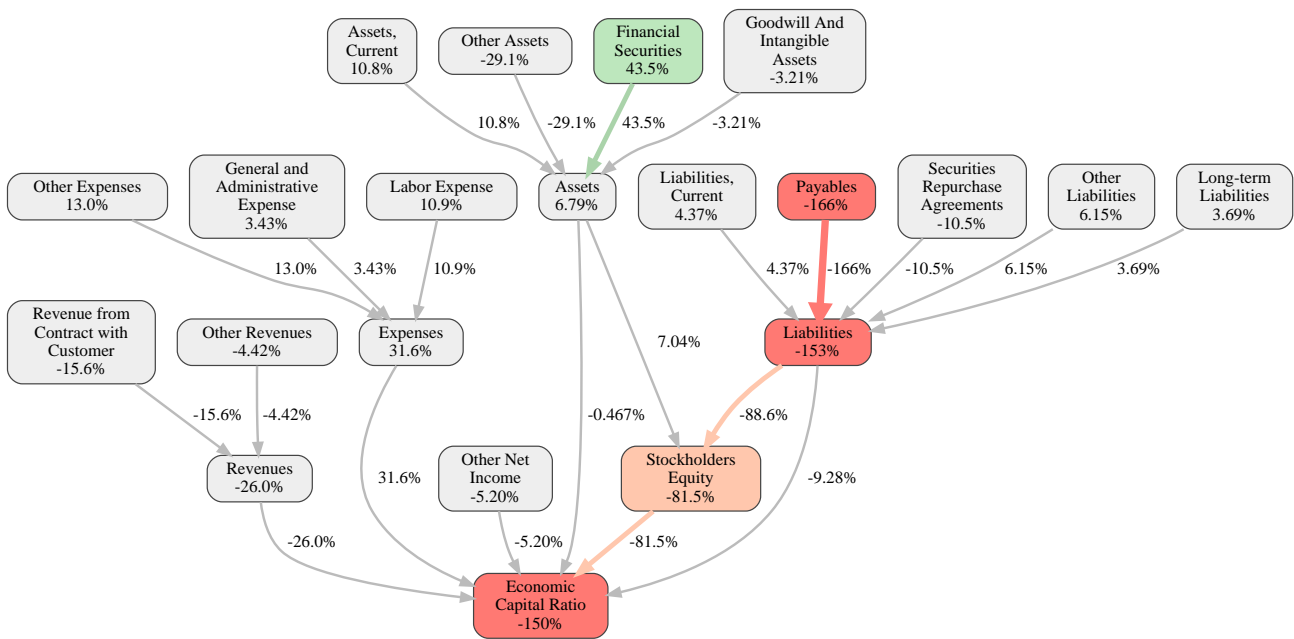 Assets,
Current
10.8%
Other Assets
-29.1%
Financial
Securities
43.5%
Goodwill And
Intangible
Assets
-3.21%
10.8%
-29.1%
43.5%
-3.21%
Other Expenses
13.0%
General and
Administrative
Expense
3.43%
Labor Expense
10.9%
Assets
6.79%
Liabilities,
Current
4.37%
Payables
-166%
Securities
Repurchase
Agreements
-10.5%
Other
Liabilities
6.15%
Long-term
Liabilities
3.69%
13.0%
3.43%
10.9%
4.37%
-166%
-10.5%
6.15%
3.69%
Revenue from
Contract with
Customer
-15.6%
Other Revenues
-4.42%
Expenses
31.6%
7.04%
Liabilities
-153%
-15.6%
-4.42%
-0.467%
-88.6%
Revenues
-26.0%
31.6%
Other Net
Income
-5.20%
Stockholders
Equity
-81.5%
-9.28%
-26.0%
-5.20%
-81.5%
Economic
Capital Ratio
-150%